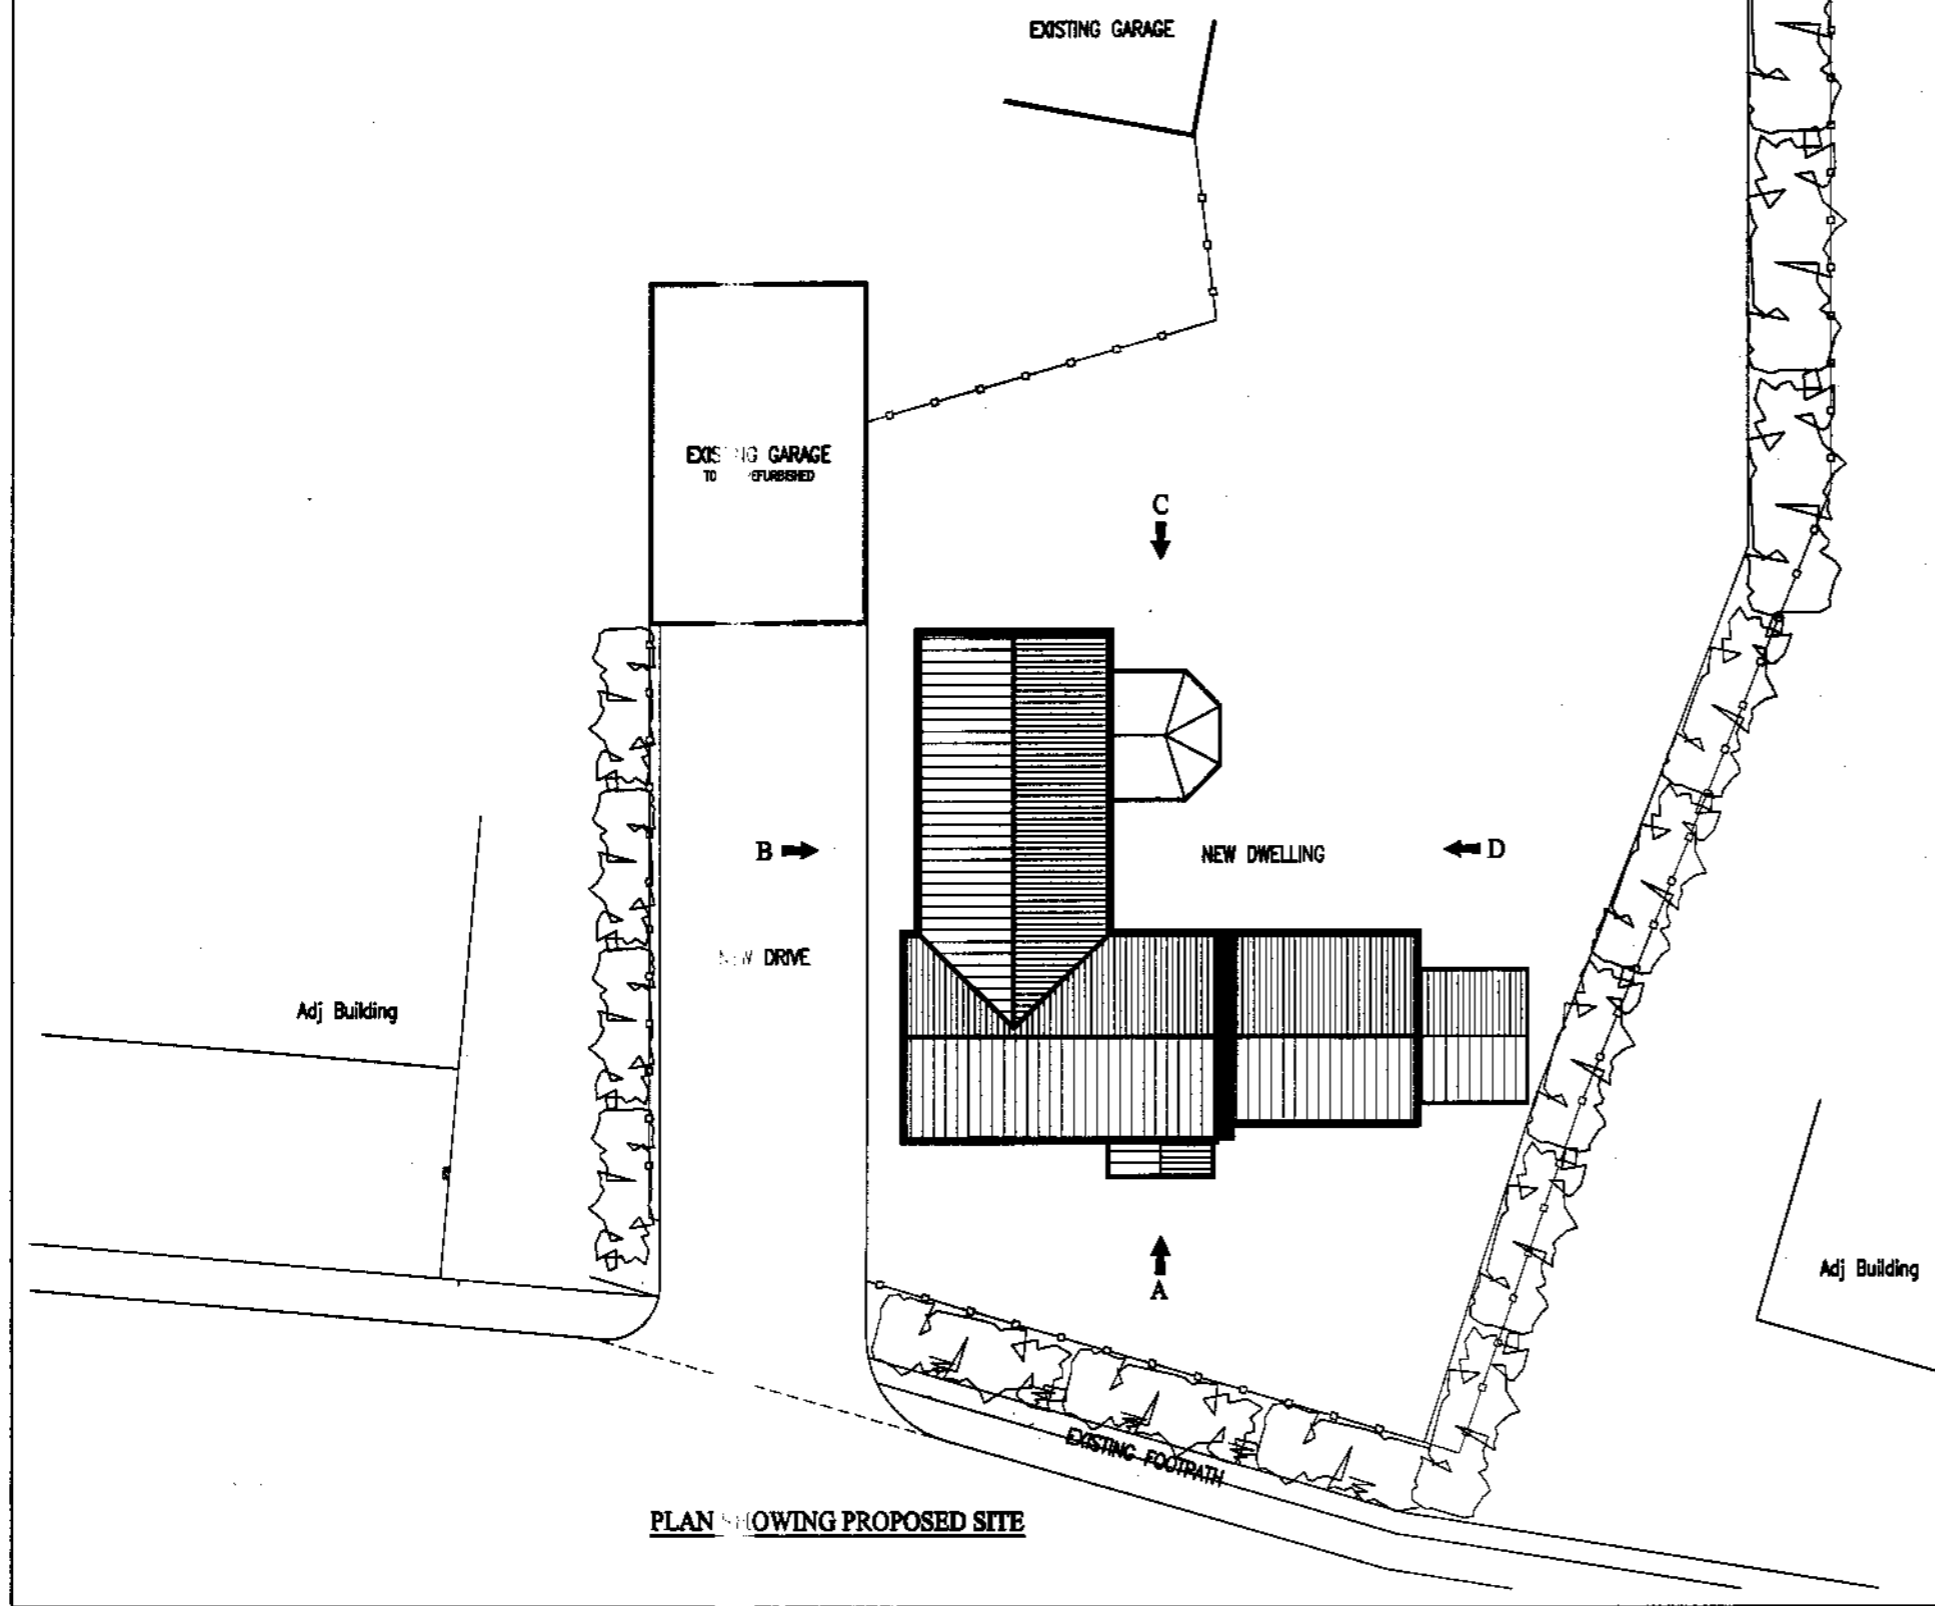 EXISTING GARAGE
EXIS NG GARAGE
TO EFURBISHED
C
B
NEW DWELLING
D
DRIVE
Adj Building
A
Adj Building
EXISTING FOOTPATH
PLAN OWING PROPOSED SITE